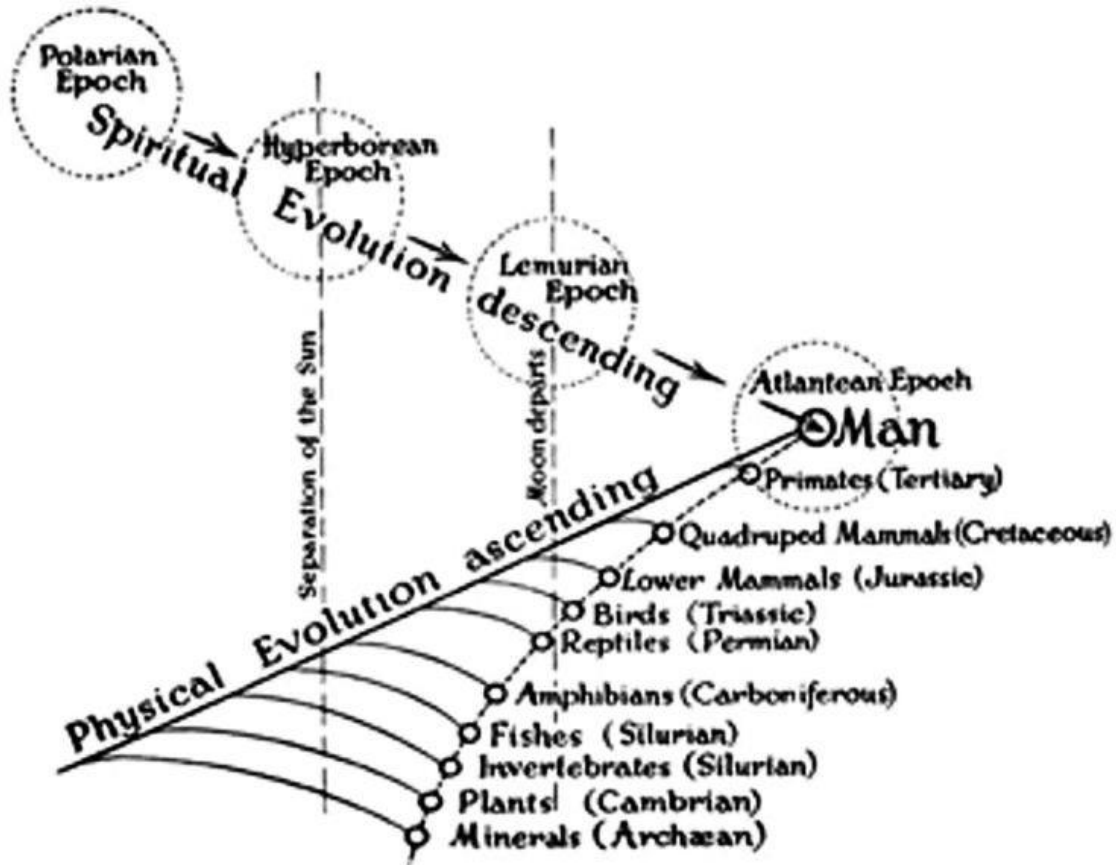 Polarian
Epoch
Spiritual Evolution descending
Hyperborean
Epoch
Lemurian
Epoch
Atlantean Epoch
Man
Separation of the Sun
Moon departs
Physical Evolution ascending
Primates (Tertiary)
Quadruped Mammals (Cretaceous)
Lower Mammals (Jurassic)
Birds (Triassic)
Reptiles (Permian)
Amphibians (Carboniferous)
Fishes (Silurian)
Invertebrates (Silurian)
Plants (Cambrian)
Minerals (Archæan)